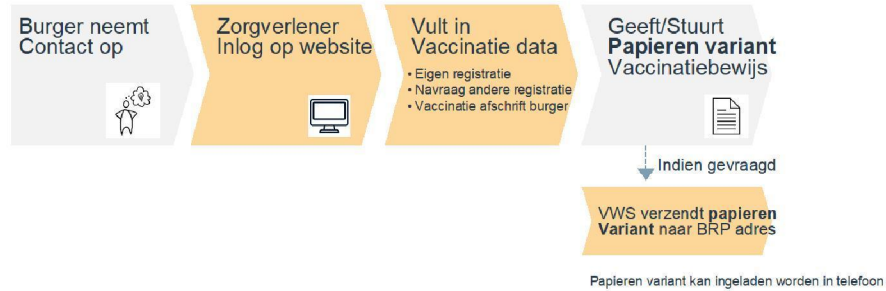 Burger neemt
Contact op
Zorgverlener
Inlog op website
Vult in
Vaccinatie data
• Eigen registratie
• Navraag andere registratie
• Vaccinatie afschrift burger
Geeft/Stuurt
Papieren variant
Vaccinatiebewijs
Indien gevraagd
VWS verzendt papieren
Variant naar BRP adres
Papieren variant kan ingeladen worden in telefoon